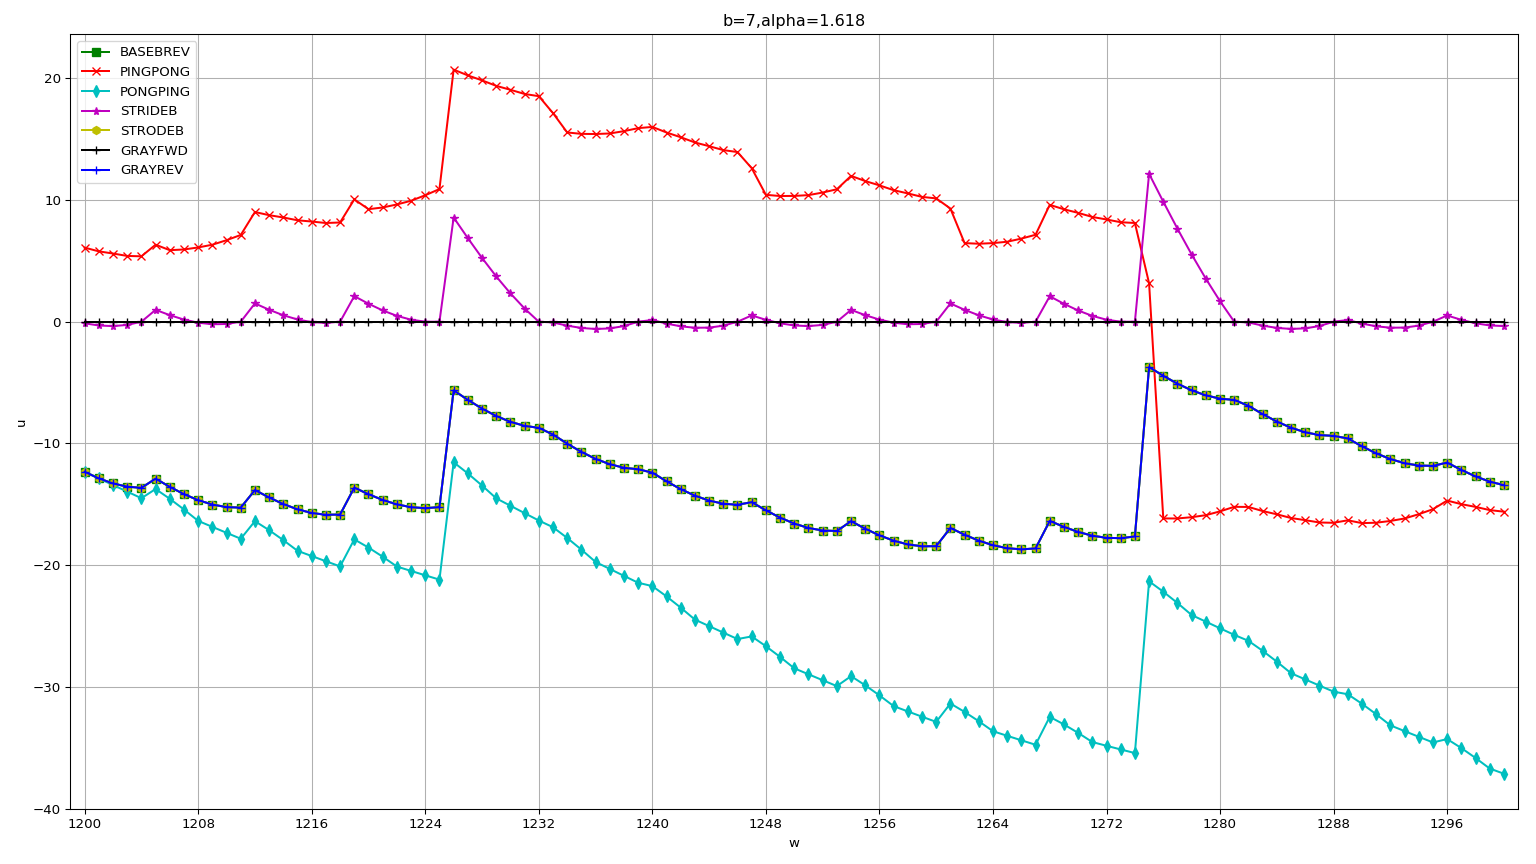 b=7,alpha=1.618
BASEBREV
PINGPONG
PONGPING
STRIDEB
STRODEB
GRAYFWD
GRAYREV
20
10
0
−10
−20
−30
−40
u
1200 1208 1216 1224 1232 1240 1248 1256 1264 1272 1280 1288 1296
w